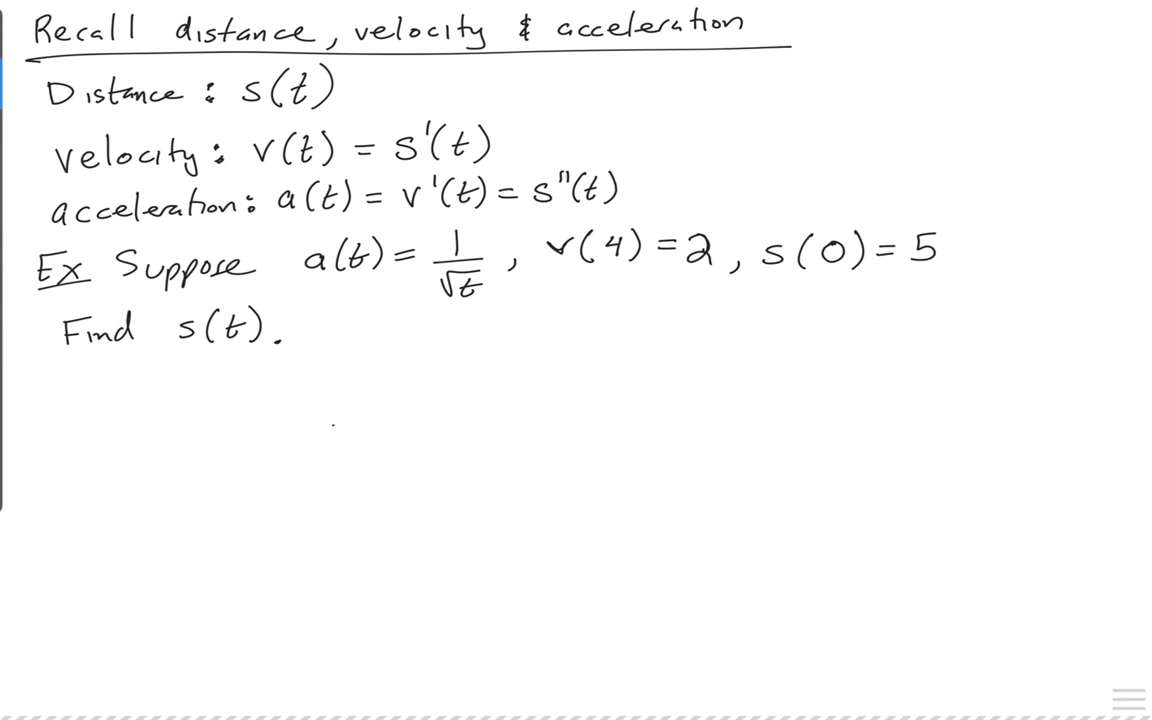 Recall distance, velocity & acceleration
Distance: s(t)
velocity: v(t) = s'(t)
acceleration: a(t) = v'(t) = s"(t)
Ex Suppose a(t) = 1/√t, v(4) = 2, s(0) = 5
Find s(t).